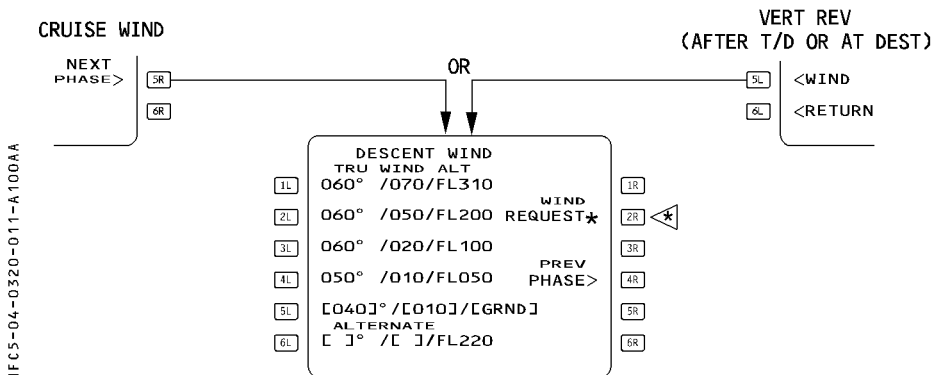 CRUISE WIND
VERT REV
(AFTER T/D OR AT DEST)
NEXT
PHASE>
5R
6R
OR
5L
<WIND
6L
<RETURN
DESCENT WIND
TRU WIND ALT
1L
060° /070/FL310
1R
WIND
2L
060° /050/FL200 REQUEST*
2R
*
3L
060° /020/FL100
3R
PREV
4L
050° /010/FL050 PHASE>
4R
5L
[040]°/[010]/[GRND]
5R
ALTERNATE
6L
[ ]° /[ ]/FL220
6R
NFC5-04-0320-011-A100AA